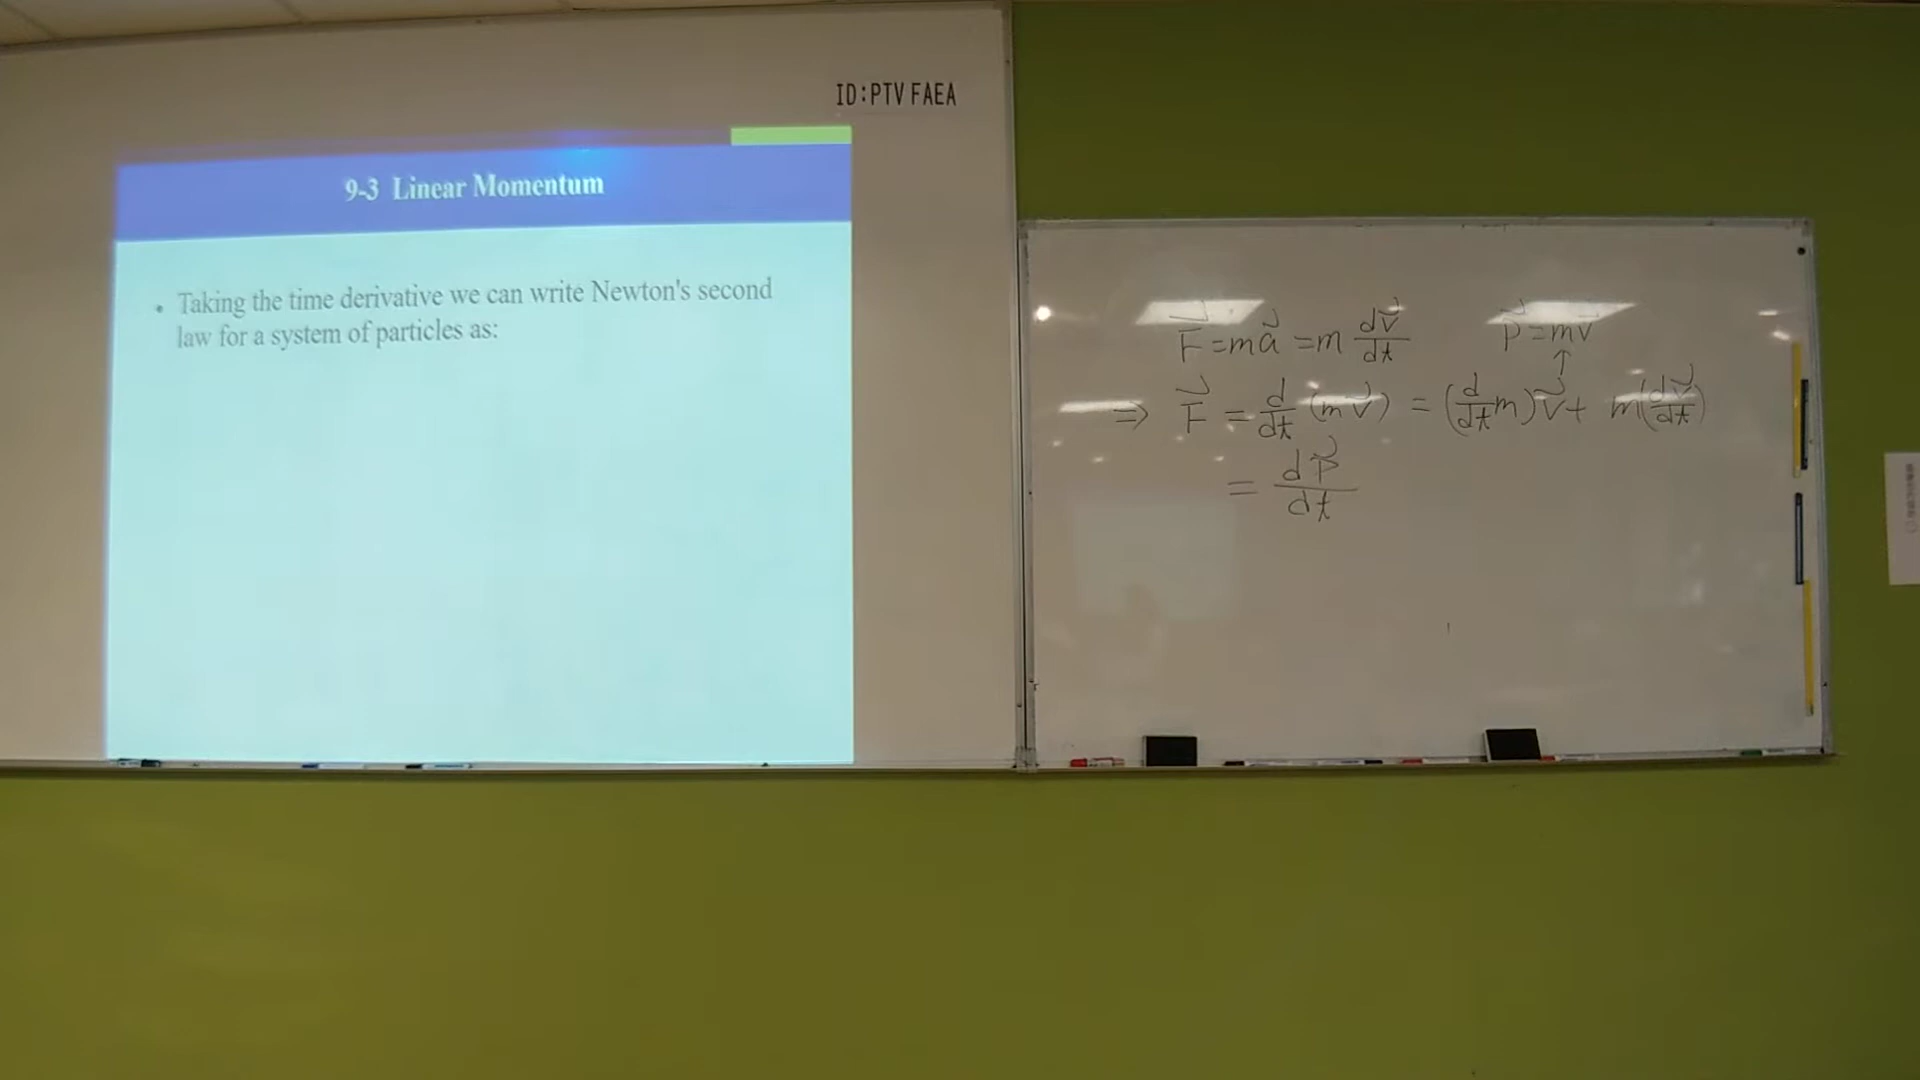 ID:PTV FAEA
9-3 Linear Momentum
• Taking the time derivative we can write Newton's second
law for a system of particles as:
F⃗ = ma⃗ = m dv⃗/dt
p⃗ = mv⃗
↑
⇒ F⃗ = d/dt (mv⃗) = (d/dt m)v⃗ + m(dv⃗/dt)
= dp⃗/dt